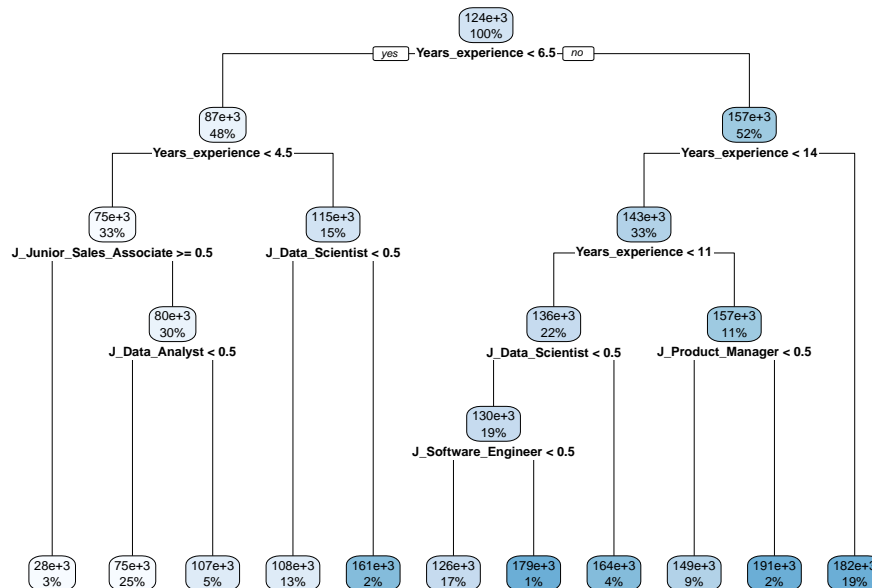 124e+3
100%
yes Years_experience < 6.5 no
87e+3
48%
157e+3
52%
Years_experience < 4.5
Years_experience < 14
75e+3
33%
115e+3
15%
143e+3
33%
J_Junior_Sales_Associate >= 0.5
J_Data_Scientist < 0.5
Years_experience < 11
80e+3
30%
136e+3
22%
157e+3
11%
J_Data_Analyst < 0.5
J_Data_Scientist < 0.5
J_Product_Manager < 0.5
130e+3
19%
J_Software_Engineer < 0.5
28e+3
3%
75e+3
25%
107e+3
5%
108e+3
13%
161e+3
2%
126e+3
17%
179e+3
1%
164e+3
4%
149e+3
9%
191e+3
2%
182e+3
19%